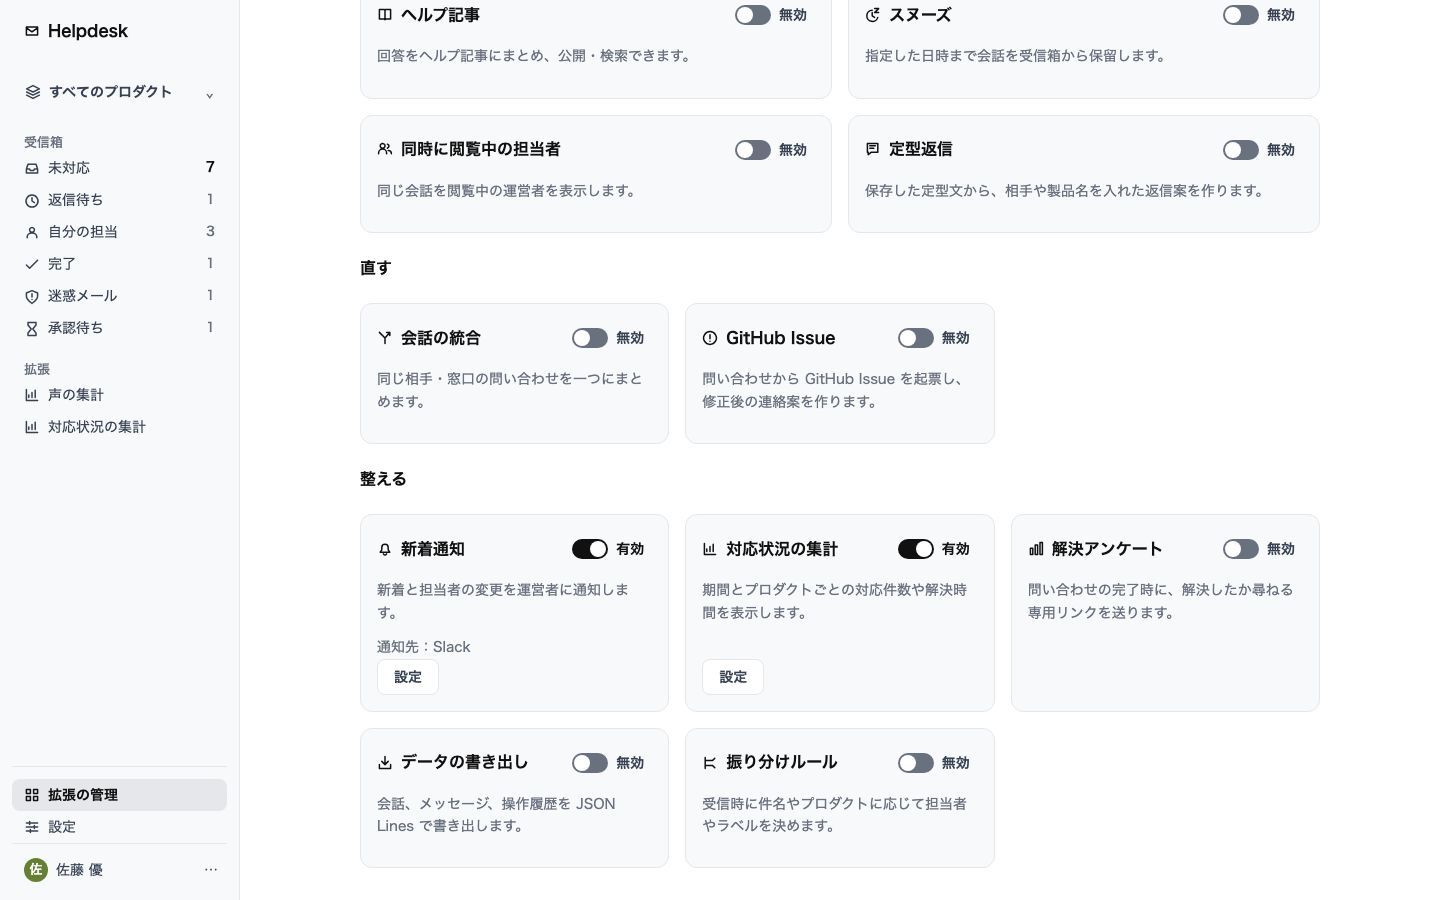 Helpdesk
すべてのプロダクト
受信箱
未対応 7
返信待ち 1
自分の担当 3
完了 1
迷惑メール 1
承認待ち 1
拡張
声の集計
対応状況の集計
拡張の管理
設定
佐 佐藤 優 …
ヘルプ記事 無効
回答をヘルプ記事にまとめ、公開・検索できます。
スヌーズ 無効
指定した日時まで会話を受信箱から保留します。
同時に閲覧中の担当者 無効
同じ会話を閲覧中の運営者を表示します。
定型返信 無効
保存した定型文から、相手や製品名を入れた返信案を作ります。
直す
会話の統合 無効
同じ相手・窓口の問い合わせを一つにまと
めます。
GitHub Issue 無効
問い合わせから GitHub Issue を起票し、
修正後の連絡案を作ります。
整える
新着通知 有効
新着と担当者の変更を運営者に通知しま
す。
通知先：Slack
設定
対応状況の集計 有効
期間とプロダクトごとの対応件数や解決時
間を表示します。
設定
解決アンケート 無効
問い合わせの完了時に、解決したか尋ねる
専用リンクを送ります。
データの書き出し 無効
会話、メッセージ、操作履歴を JSON
Lines で書き出します。
振り分けルール 無効
受信時に件名やプロダクトに応じて担当者
やラベルを決めます。